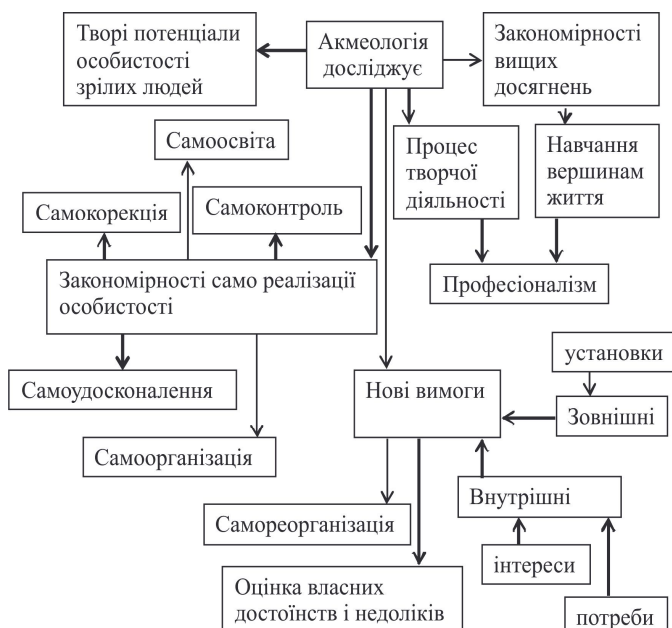 Творі потенціали
особистості
зрілих людей
Акмеологія
досліджує
Закономірності
вищих
досягнень
Самоосвіта
Процес
творчої
діяльності
Навчання
вершинам
життя
Самокорекція
Самоконтроль
Закономірності само реалізації
особистості
Професіоналізм
Самоудосконалення
Нові вимоги
установки
Зовнішні
Самоорганізація
Внутрішні
Самореорганізація
інтереси
Оцінка власних
достоїнств і недоліків
потреби